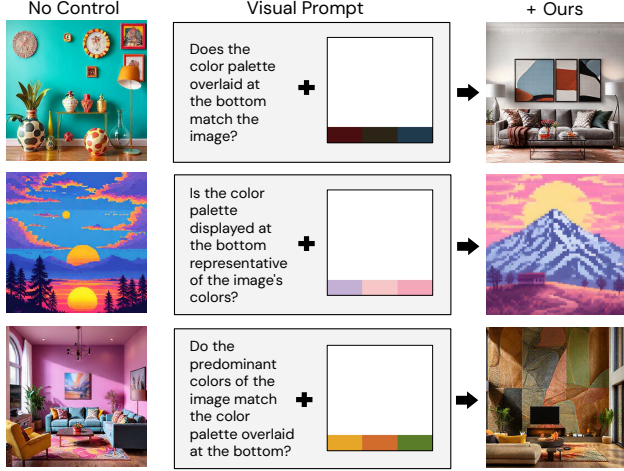 No Control
Visual Prompt
+ Ours
Does the
color palette
overlaid at
the bottom
match the
image?
+
Is the color
palette
displayed at
the bottom
representative
of the image's
colors?
+
Do the
predominant
colors of the
image match
the color
palette overlaid
at the bottom?
+